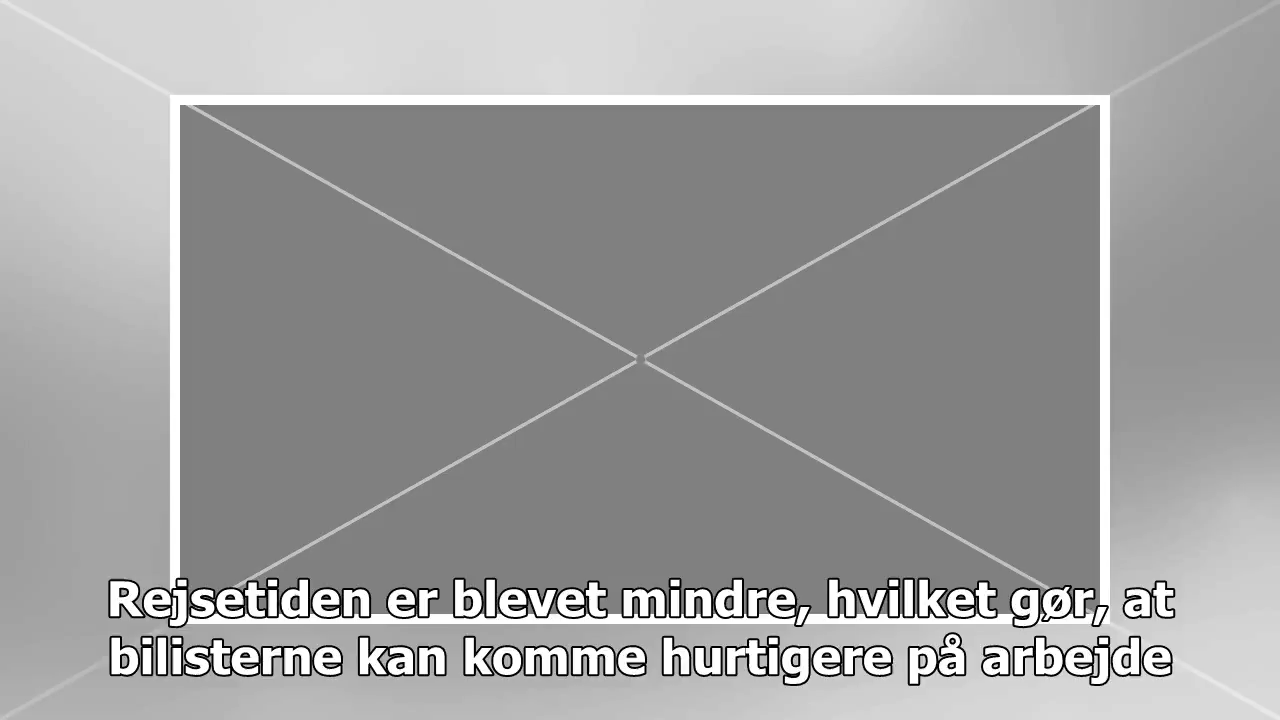 Rejsetiden er blevet mindre, hvilket gør, at
bilisterne kan komme hurtigere på arbejde